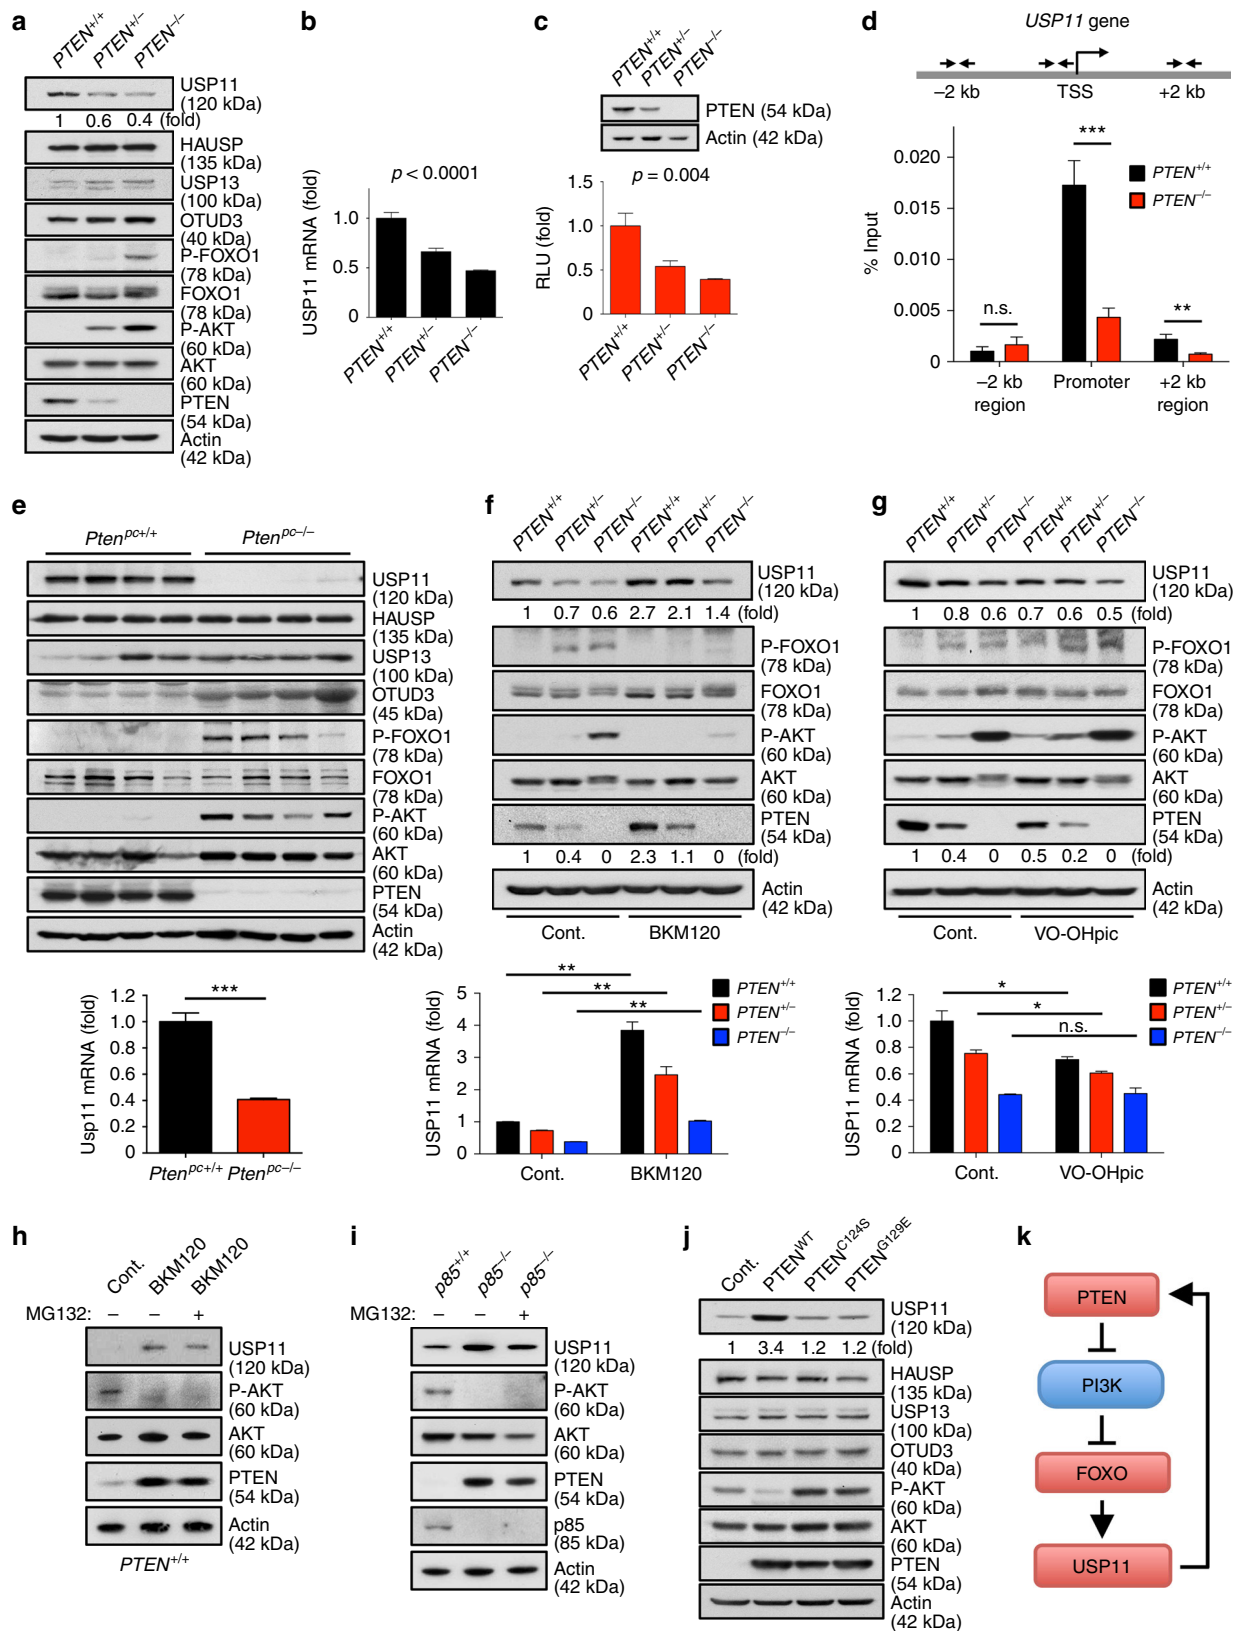 a
PTEN+/+ PTEN+/− PTEN−/−
USP11
(120 kDa)
1 0.6 0.4 (fold)
HAUSP
(135 kDa)
USP13
(100 kDa)
OTUD3
(40 kDa)
P-FOXO1
(78 kDa)
FOXO1
(78 kDa)
P-AKT
(60 kDa)
AKT
(60 kDa)
PTEN
(54 kDa)
Actin
(42 kDa)
b
p < 0.0001
USP11 mRNA (fold)
1.0
0.5
0
PTEN+/+ PTEN+/− PTEN−/−
c
PTEN+/+ PTEN+/− PTEN−/−
PTEN (54 kDa)
Actin (42 kDa)
p = 0.004
RLU (fold)
1.5
1.0
0.5
0
PTEN+/+ PTEN+/− PTEN−/−
d
USP11 gene
−2 kb TSS +2 kb
% Input
0.020
0.015
0.010
0.005
0
n.s. *** **
PTEN+/+
PTEN−/−
−2 kb region Promoter +2 kb region
e
Ptenpc+/+ Ptenpc−/−
USP11
(120 kDa)
HAUSP
(135 kDa)
USP13
(100 kDa)
OTUD3
(45 kDa)
P-FOXO1
(78 kDa)
FOXO1
(78 kDa)
P-AKT
(60 kDa)
AKT
(60 kDa)
PTEN
(54 kDa)
Actin
(42 kDa)
Usp11 mRNA (fold)
1.2
1.0
0.8
0.6
0.4
0.2
0
***
Ptenpc+/+ Ptenpc−/−
f
PTEN+/+ PTEN+/− PTEN−/− PTEN+/+ PTEN+/− PTEN−/−
USP11
(120 kDa)
1 0.7 0.6 2.7 2.1 1.4 (fold)
P-FOXO1
(78 kDa)
FOXO1
(78 kDa)
P-AKT
(60 kDa)
AKT
(60 kDa)
PTEN
(54 kDa)
1 0.4 0 2.3 1.1 0 (fold)
Actin
(42 kDa)
Cont. BKM120
USP11 mRNA (fold)
5
4
3
2
1
0
**
**
**
PTEN+/+
PTEN+/−
PTEN−/−
Cont. BKM120
g
PTEN+/+ PTEN+/− PTEN−/− PTEN+/+ PTEN+/− PTEN−/−
USP11
(120 kDa)
1 0.8 0.6 0.7 0.6 0.5 (fold)
P-FOXO1
(78 kDa)
FOXO1
(78 kDa)
P-AKT
(60 kDa)
AKT
(60 kDa)
PTEN
(54 kDa)
1 0.4 0 0.5 0.2 0 (fold)
Actin
(42 kDa)
Cont. VO-OHpic
USP11 mRNA (fold)
1.2
1.0
0.8
0.6
0.4
0.2
0
*
*
n.s.
PTEN+/+
PTEN+/−
PTEN−/−
Cont. VO-OHpic
h
Cont. BKM120 BKM120
MG132: − − +
USP11
(120 kDa)
P-AKT
(60 kDa)
AKT
(60 kDa)
PTEN
(54 kDa)
Actin
(42 kDa)
PTEN+/+
i
p85+/+ p85−/− p85−/−
MG132: − − +
USP11
(120 kDa)
P-AKT
(60 kDa)
AKT
(60 kDa)
PTEN
(54 kDa)
p85
(85 kDa)
Actin
(42 kDa)
j
Cont. PTENWT PTENC124S PTENG129E
USP11
(120 kDa)
1 3.4 1.2 1.2 (fold)
HAUSP
(135 kDa)
USP13
(100 kDa)
OTUD3
(40 kDa)
P-AKT
(60 kDa)
AKT
(60 kDa)
PTEN
(54 kDa)
Actin
(42 kDa)
k
PTEN
PI3K
FOXO
USP11